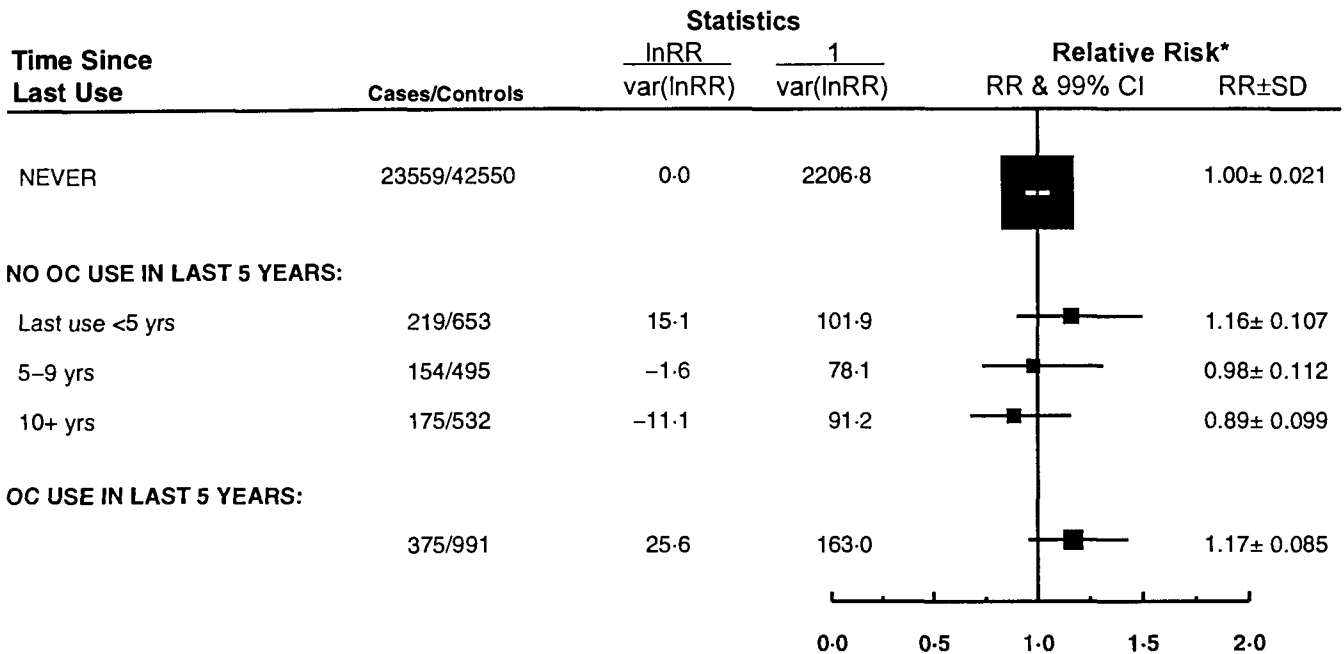 Statistics
Time Since Last Use
Cases/Controls
lnRR
var(lnRR)
1
var(lnRR)
Relative Risk*
RR & 99% CI RR±SD
NEVER 23559/42550 0·0 2206·8 1.00± 0.021
NO OC USE IN LAST 5 YEARS:
Last use <5 yrs 219/653 15·1 101·9 1.16± 0.107
5–9 yrs 154/495 −1·6 78·1 0.98± 0.112
10+ yrs 175/532 −11·1 91·2 0.89± 0.099
OC USE IN LAST 5 YEARS:
375/991 25·6 163·0 1.17± 0.085
0·0 0·5 1·0 1·5 2·0